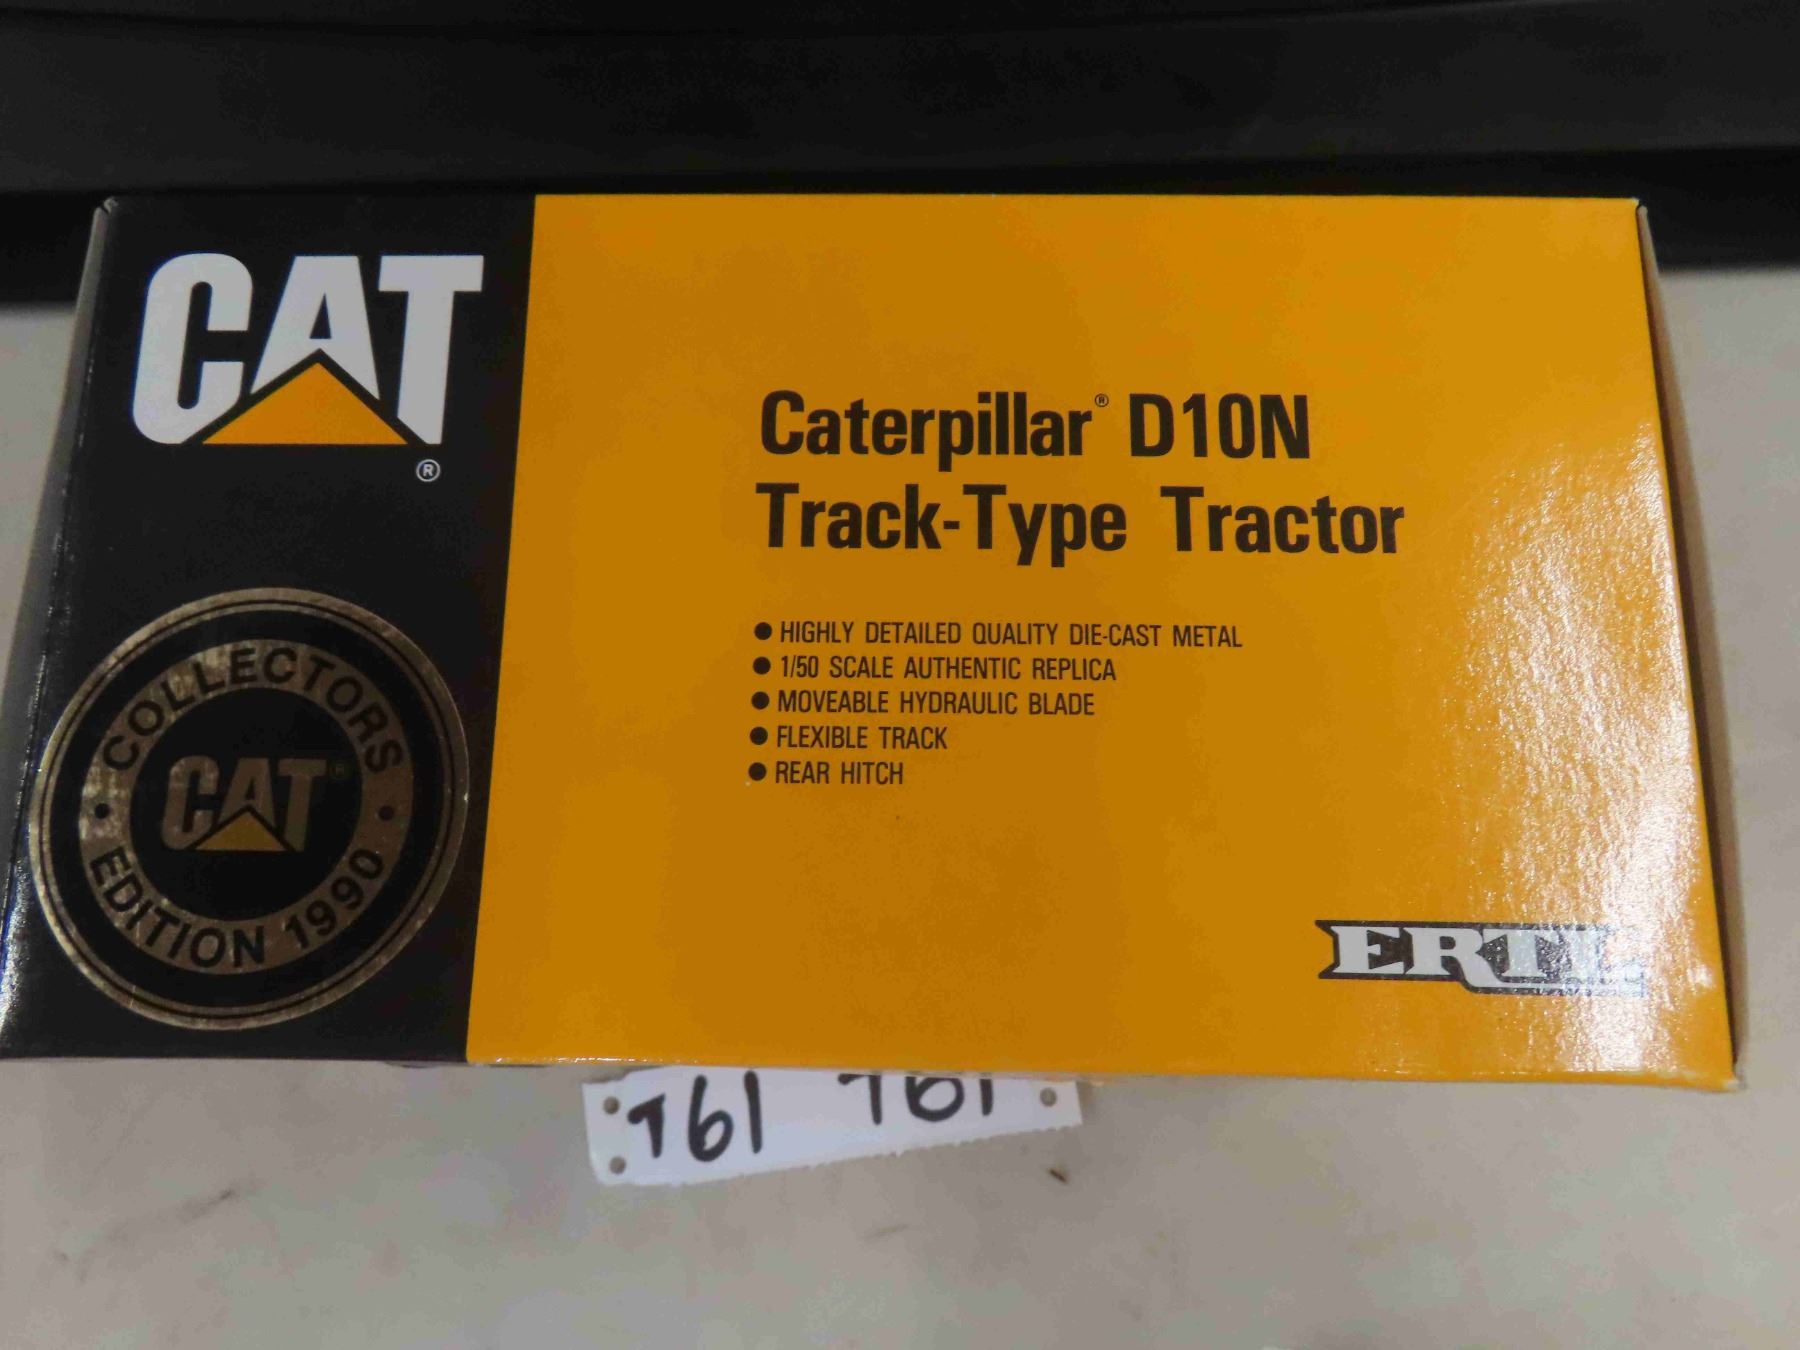 CAT®
Caterpillar® D10N
Track-Type Tractor
● HIGHLY DETAILED QUALITY DIE-CAST METAL
● 1/50 SCALE AUTHENTIC REPLICA
● MOVEABLE HYDRAULIC BLADE
● FLEXIBLE TRACK
● REAR HITCH
COLLECTORS
CAT®
EDITION 1990
ERTL
761 761